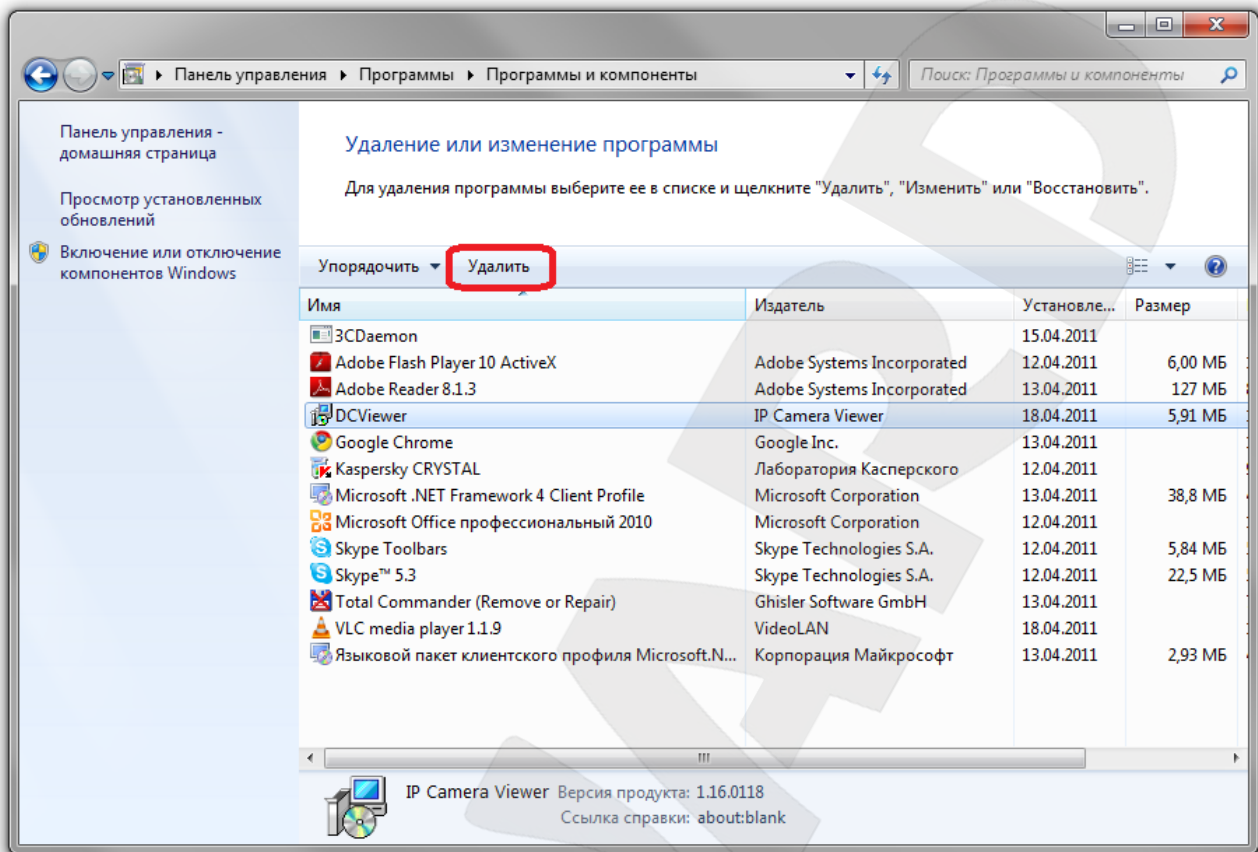 Панель управления ▸ Программы ▸ Программы и компоненты
Поиск: Программы и компоненты
Панель управления -
домашняя страница
Просмотр установленных
обновлений
Включение или отключение
компонентов Windows
Удаление или изменение программы
Для удаления программы выберите ее в списке и щелкните "Удалить", "Изменить" или "Восстановить".
Упорядочить Удалить
Имя Издатель Установле... Размер
3CDaemon 15.04.2011
Adobe Flash Player 10 ActiveX Adobe Systems Incorporated 12.04.2011 6,00 МБ
Adobe Reader 8.1.3 Adobe Systems Incorporated 13.04.2011 127 МБ
DCViewer IP Camera Viewer 18.04.2011 5,91 МБ
Google Chrome Google Inc. 13.04.2011
Kaspersky CRYSTAL Лаборатория Касперского 12.04.2011
Microsoft .NET Framework 4 Client Profile Microsoft Corporation 13.04.2011 38,8 МБ
Microsoft Office профессиональный 2010 Microsoft Corporation 12.04.2011
Skype Toolbars Skype Technologies S.A. 12.04.2011 5,84 МБ
Skype™ 5.3 Skype Technologies S.A. 12.04.2011 22,5 МБ
Total Commander (Remove or Repair) Ghisler Software GmbH 13.04.2011
VLC media player 1.1.9 VideoLAN 18.04.2011
Языковой пакет клиентского профиля Microsoft.N... Корпорация Майкрософт 13.04.2011 2,93 МБ
IP Camera Viewer Версия продукта: 1.16.0118
Ссылка справки: about:blank